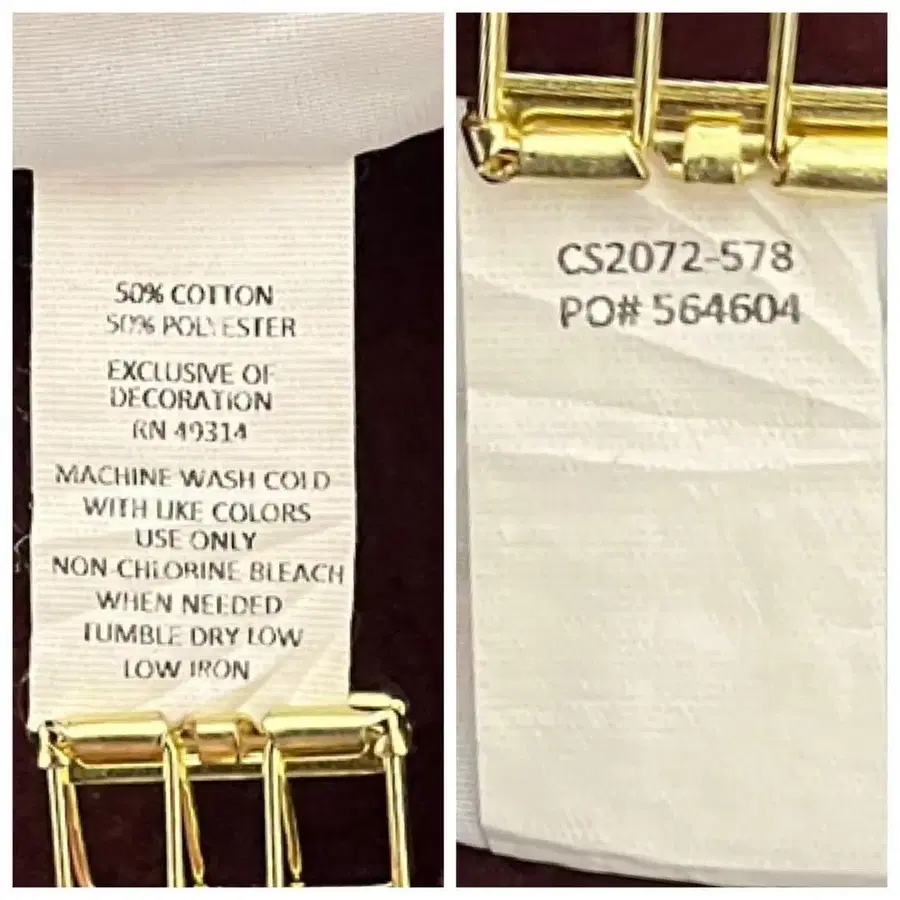 50% COTTON
50% POLYESTER
EXCLUSIVE OF
DECORATION
RN 49314
MACHINE WASH COLD
WITH LIKE COLORS
USE ONLY
NON-CHLORINE BLEACH
WHEN NEEDED
TUMBLE DRY LOW
LOW IRON
CS2072-578
PO# 564604